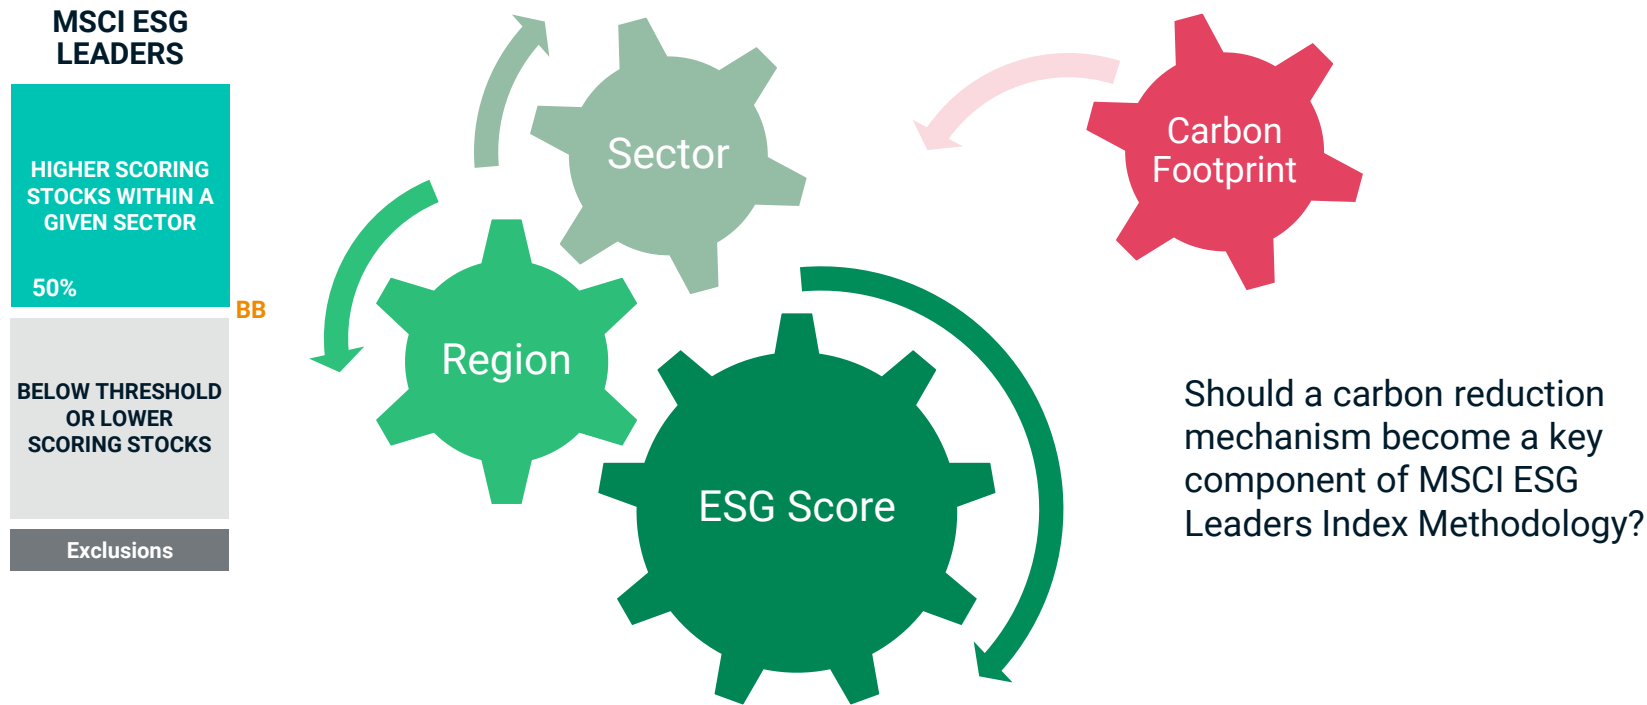 MSCI ESG
LEADERS
HIGHER SCORING
STOCKS WITHIN A
GIVEN SECTOR
50%
BB
BELOW THRESHOLD
OR LOWER
SCORING STOCKS
Exclusions
Sector
Region
ESG Score
Carbon
Footprint
Should a carbon reduction
mechanism become a key
component of MSCI ESG
Leaders Index Methodology?